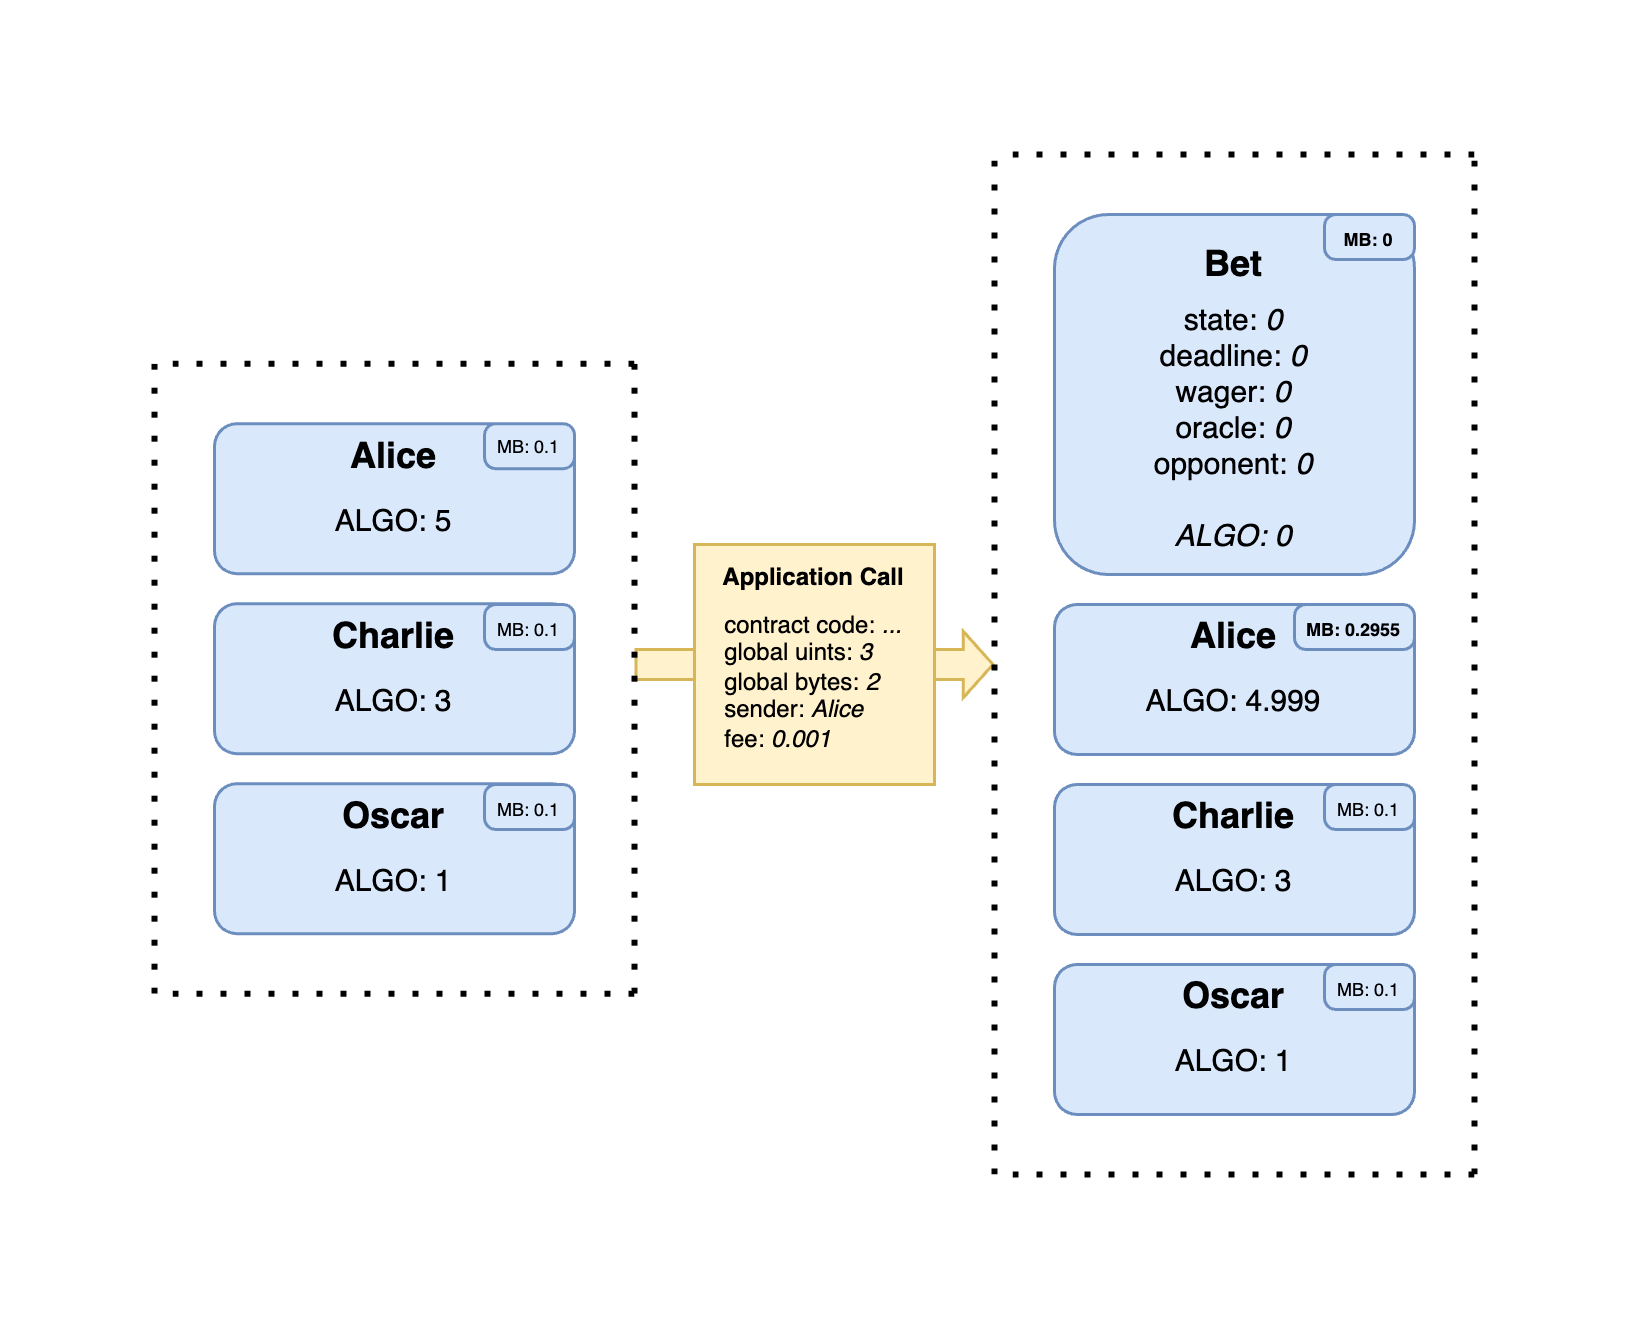 Alice
MB: 0.1
ALGO: 5
Charlie
MB: 0.1
ALGO: 3
Oscar
MB: 0.1
ALGO: 1
Application Call
contract code: ...
global uints: 3
global bytes: 2
sender: Alice
fee: 0.001
MB: 0
Bet
state: 0
deadline: 0
wager: 0
oracle: 0
opponent: 0
ALGO: 0
Alice
MB: 0.2955
ALGO: 4.999
Charlie
MB: 0.1
ALGO: 3
Oscar
MB: 0.1
ALGO: 1